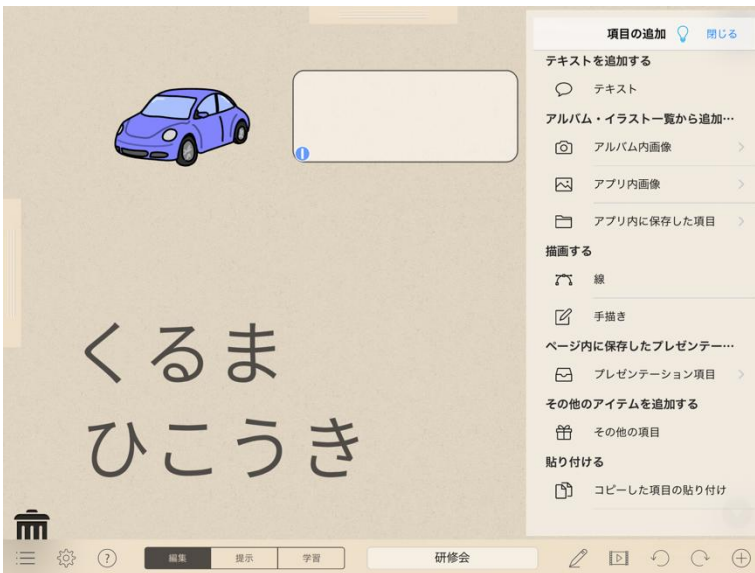 項目の追加 閉じる
テキストを追加する
テキスト
アルバム・イラスト一覧から追加…
アルバム内画像
アプリ内画像
アプリ内に保存した項目
描画する
線
手描き
ページ内に保存したプレゼンテー…
プレゼンテーション項目
その他のアイテムを追加する
その他の項目
貼り付ける
コピーした項目の貼り付け
くるま
ひこうき
編集 提示 学習 研修会